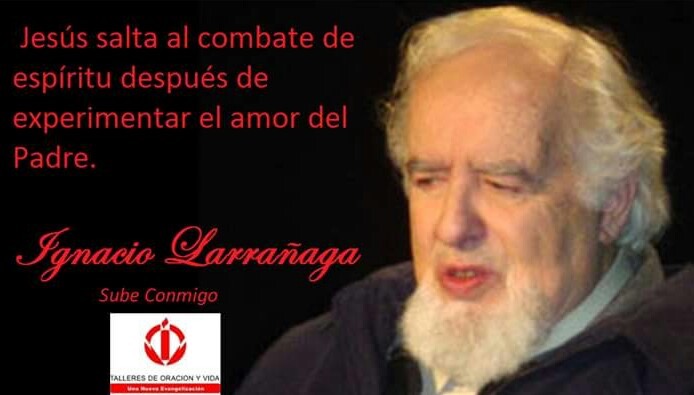 Jesús salta al combate de
espíritu después de
experimentar el amor del
Padre.
Ignacio Larrañaga
Sube Conmigo
TALLERES DE ORACION Y VIDA
Una Nueva Evangelización